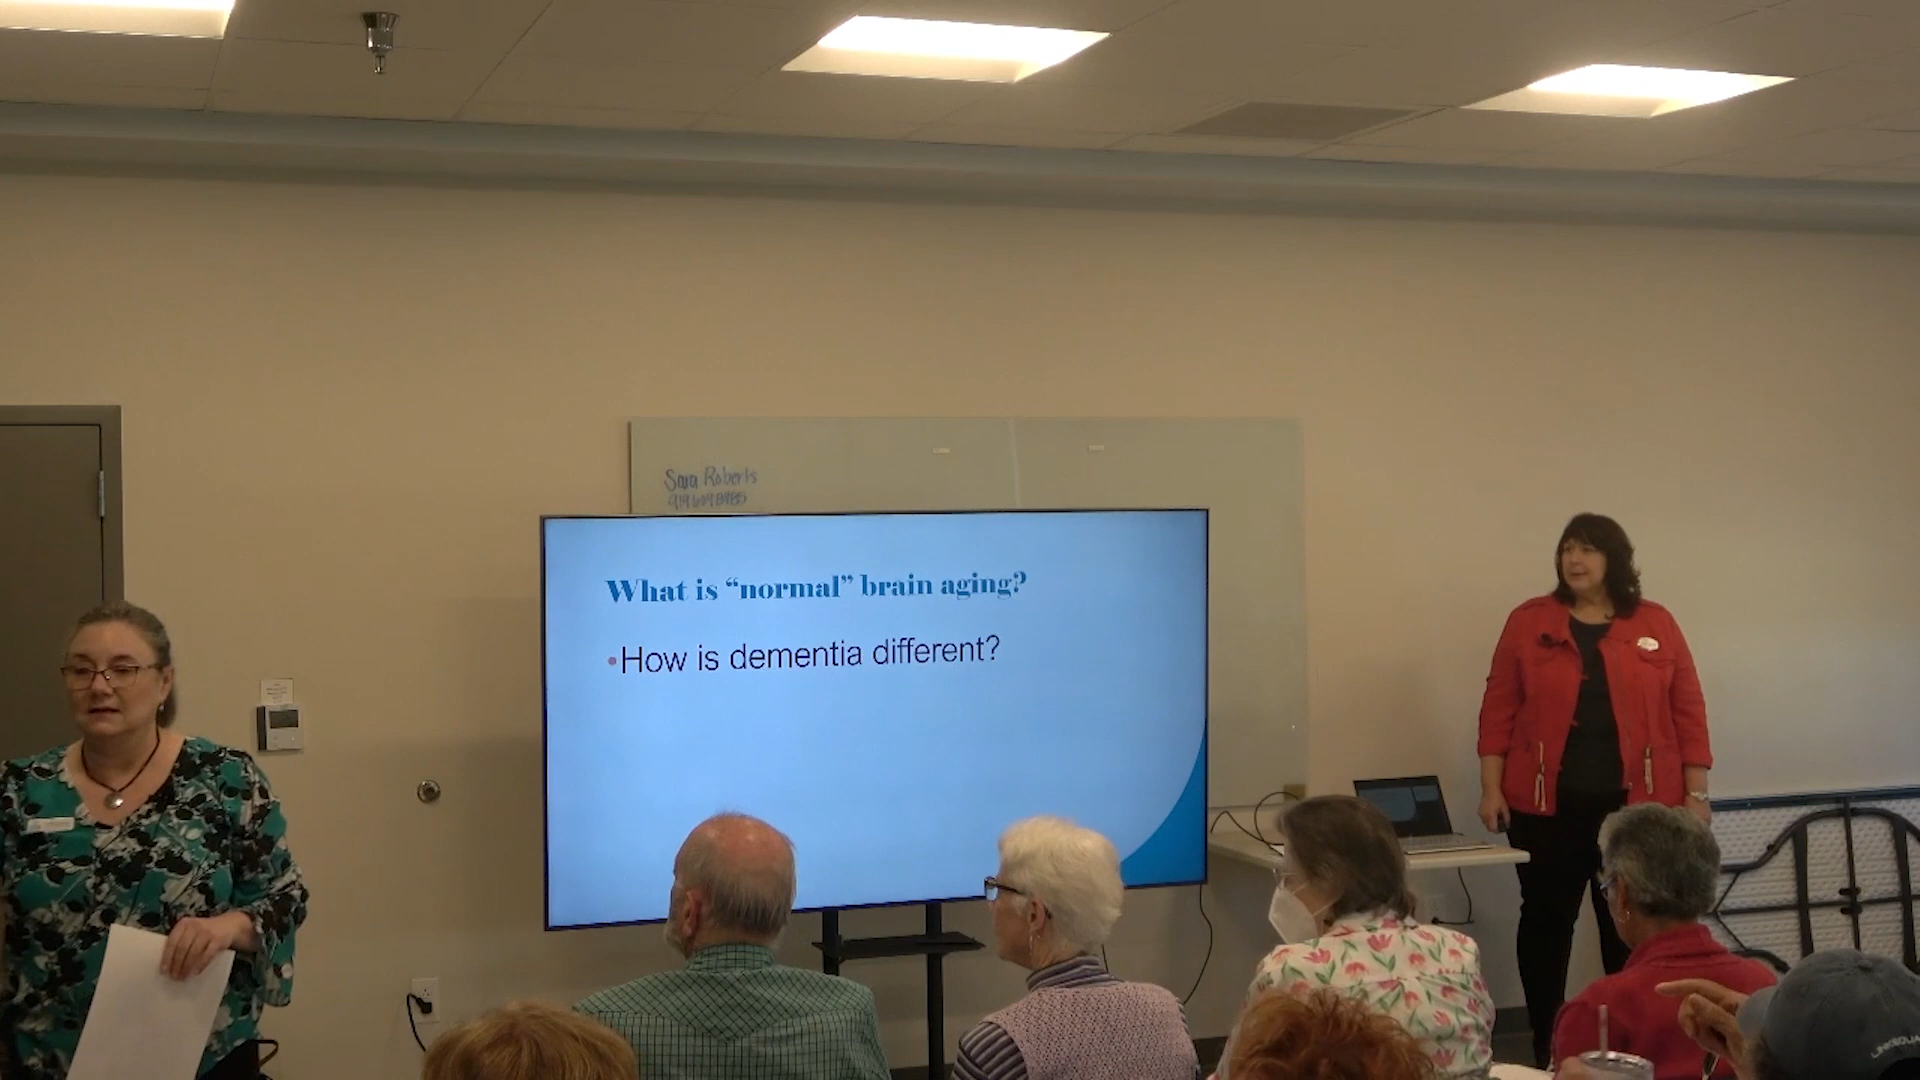 Sara Roberts
What is “normal” brain aging?
•How is dementia different?